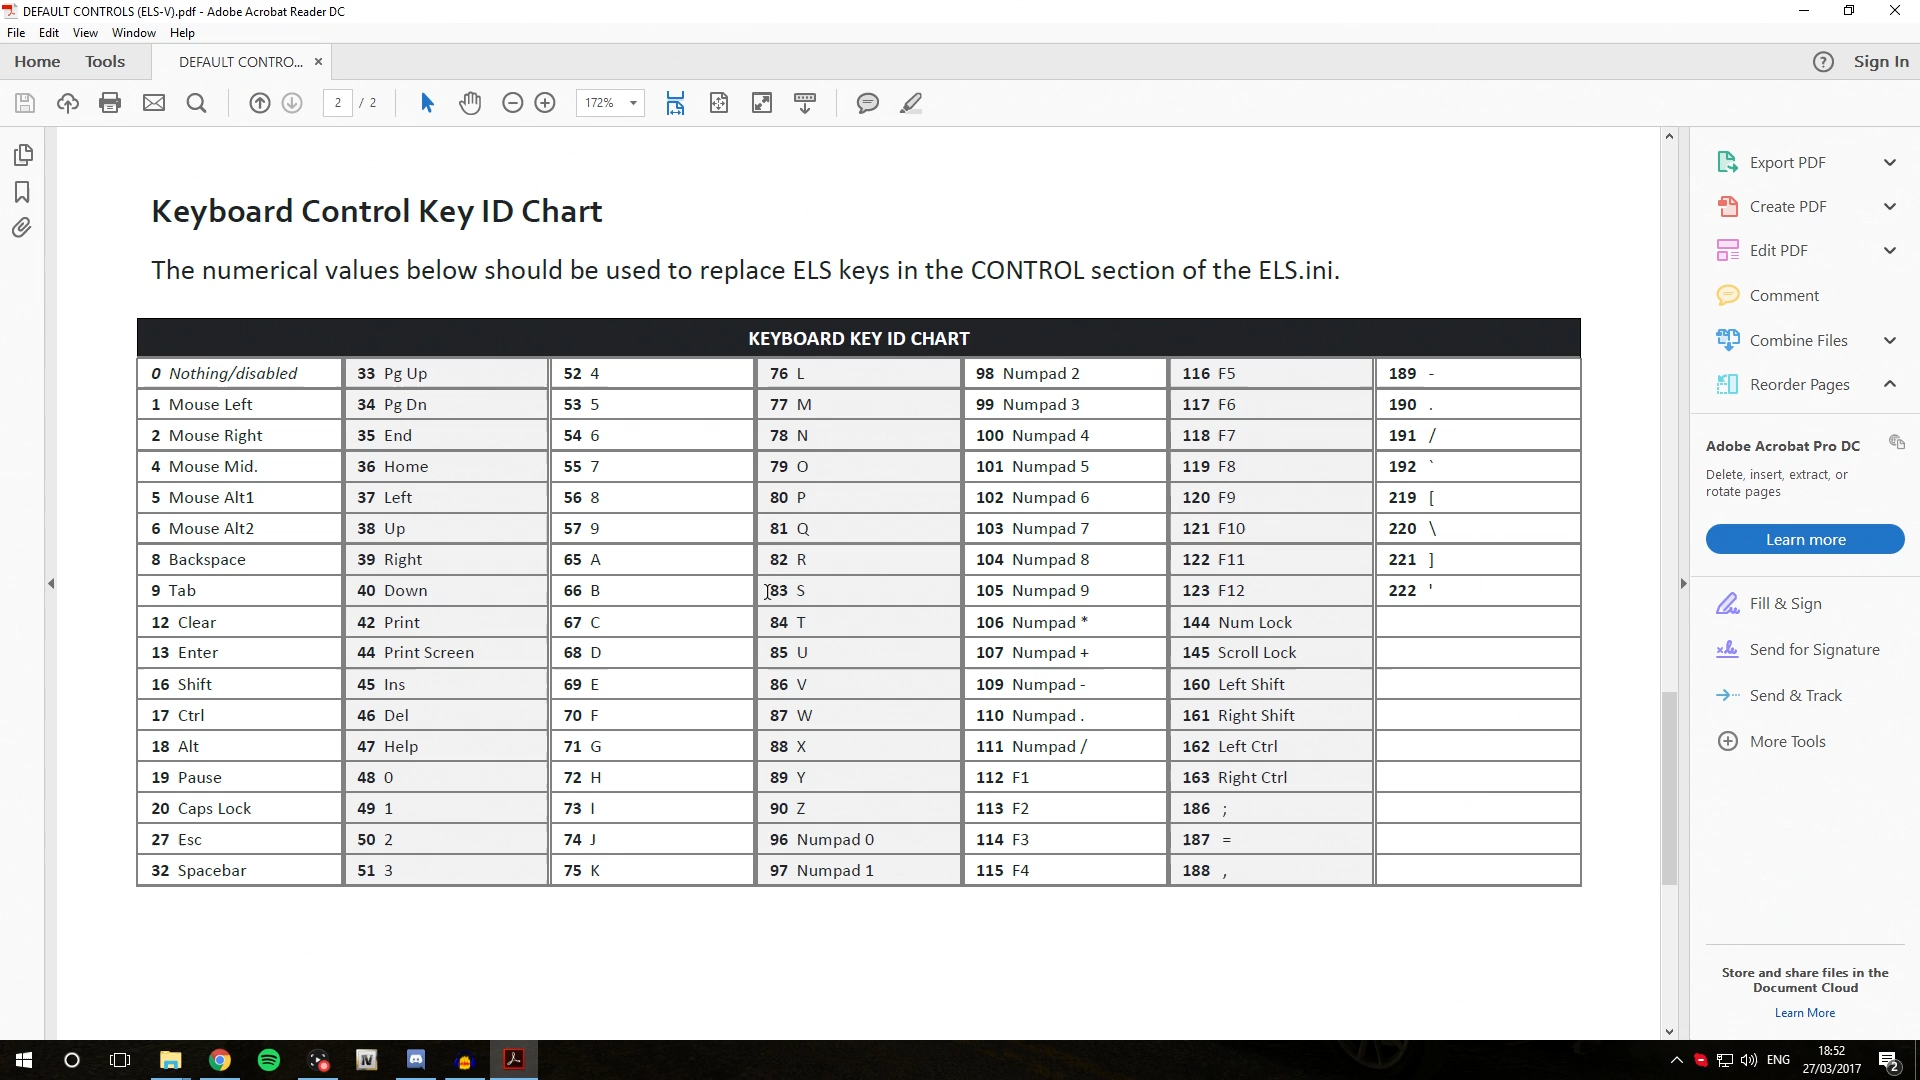 DEFAULT CONTROLS (ELS-V).pdf - Adobe Acrobat Reader DC
File Edit View Window Help
Home Tools DEFAULT CONTRO... × Sign In
2 / 2 172%
Keyboard Control Key ID Chart
The numerical values below should be used to replace ELS keys in the CONTROL section of the ELS.ini.
KEYBOARD KEY ID CHART
0 Nothing/disabled 33 Pg Up 52 4 76 L 98 Numpad 2 116 F5 189 -
1 Mouse Left 34 Pg Dn 53 5 77 M 99 Numpad 3 117 F6 190 .
2 Mouse Right 35 End 54 6 78 N 100 Numpad 4 118 F7 191 /
4 Mouse Mid. 36 Home 55 7 79 O 101 Numpad 5 119 F8 192 `
5 Mouse Alt1 37 Left 56 8 80 P 102 Numpad 6 120 F9 219 [
6 Mouse Alt2 38 Up 57 9 81 Q 103 Numpad 7 121 F10 220 \
8 Backspace 39 Right 65 A 82 R 104 Numpad 8 122 F11 221 ]
9 Tab 40 Down 66 B 83 S 105 Numpad 9 123 F12 222 '
12 Clear 42 Print 67 C 84 T 106 Numpad * 144 Num Lock
13 Enter 44 Print Screen 68 D 85 U 107 Numpad + 145 Scroll Lock
16 Shift 45 Ins 69 E 86 V 109 Numpad - 160 Left Shift
17 Ctrl 46 Del 70 F 87 W 110 Numpad . 161 Right Shift
18 Alt 47 Help 71 G 88 X 111 Numpad / 162 Left Ctrl
19 Pause 48 0 72 H 89 Y 112 F1 163 Right Ctrl
20 Caps Lock 49 1 73 I 90 Z 113 F2 186 ;
27 Esc 50 2 74 J 96 Numpad 0 114 F3 187 =
32 Spacebar 51 3 75 K 97 Numpad 1 115 F4 188 ,
Export PDF
Create PDF
Edit PDF
Comment
Combine Files
Reorder Pages
Adobe Acrobat Pro DC
Delete, insert, extract, or
rotate pages
Learn more
Fill & Sign
Send for Signature
Send & Track
More Tools
Store and share files in the
Document Cloud
Learn More
IV
ENG
18:52
27/03/2017
2